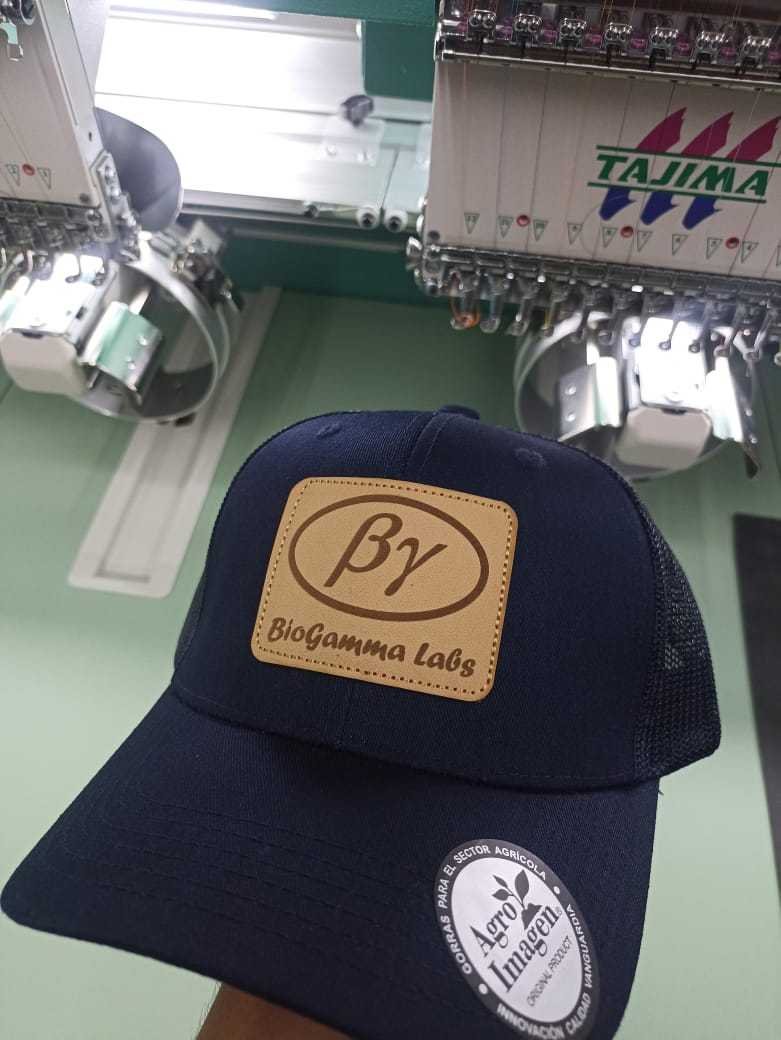 TAJIMA
βγ
BioGamma Labs
GORRAS PARA EL SECTOR AGRÍCOLA
Agro
Imagen®
ORIGINAL PRODUCT
INNOVACIÓN CALIDAD VANGUARDIA